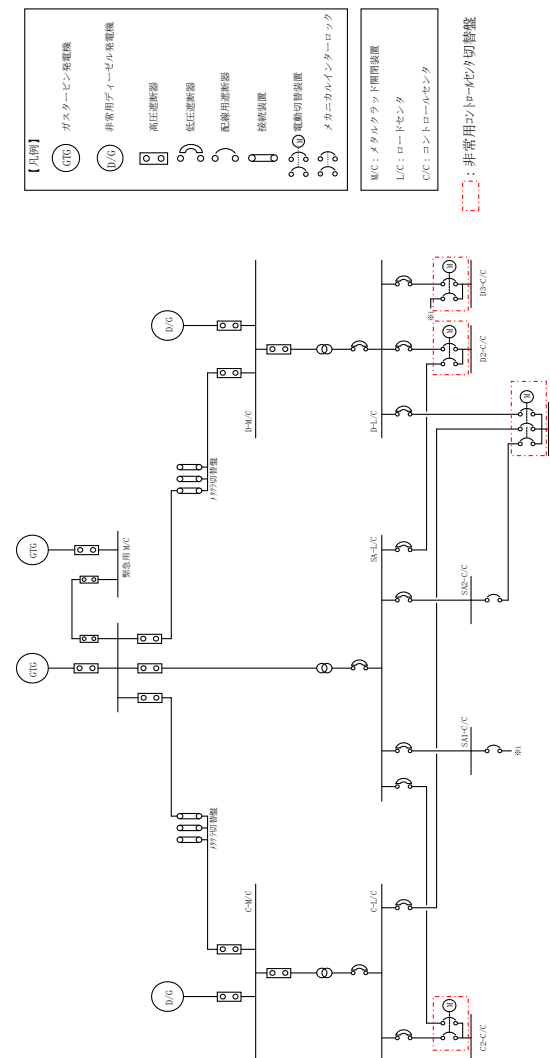 【凡例】
GTG ガスタービン発電機
D/G 非常用ディーゼル発電機
高圧遮断器
低圧遮断器
配線用遮断器
接続装置
M 電動切替装置
メカニカルインターロック
M/C：メタルクラッド開閉装置
L/C：ロードセンタ
C/C：コントロールセンタ
：非常用ｺﾝﾄﾛｰﾙｾﾝﾀ切替盤
GTG
GTG
緊急用 M/C
D/G
D/G
ﾒﾀｸﾗ切替盤
ﾒﾀｸﾗ切替盤
C-M/C
D-M/C
C-L/C
SA-L/C
D-L/C
SA1-C/C
SA2-C/C
※1
※1
M
M
M
M
C2-C/C
D2-C/C
D3-C/C